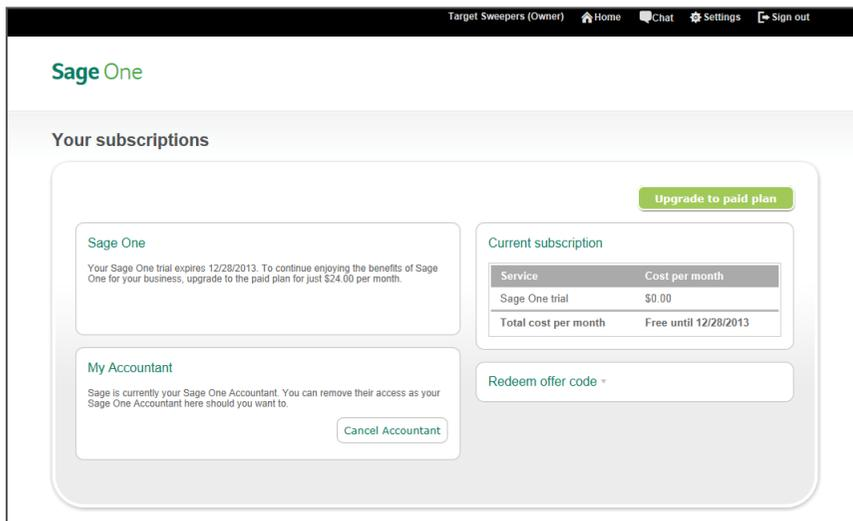 Target Sweepers (Owner) Home Chat Settings Sign out
Sage One
Your subscriptions
Upgrade to paid plan
Sage One
Your Sage One trial expires 12/28/2013. To continue enjoying the benefits of Sage
One for your business, upgrade to the paid plan for just $24.00 per month.
Current subscription
Service Cost per month
Sage One trial $0.00
Total cost per month Free until 12/28/2013
My Accountant
Sage is currently your Sage One Accountant. You can remove their access as your
Sage One Accountant here should you want to.
Cancel Accountant
Redeem offer code